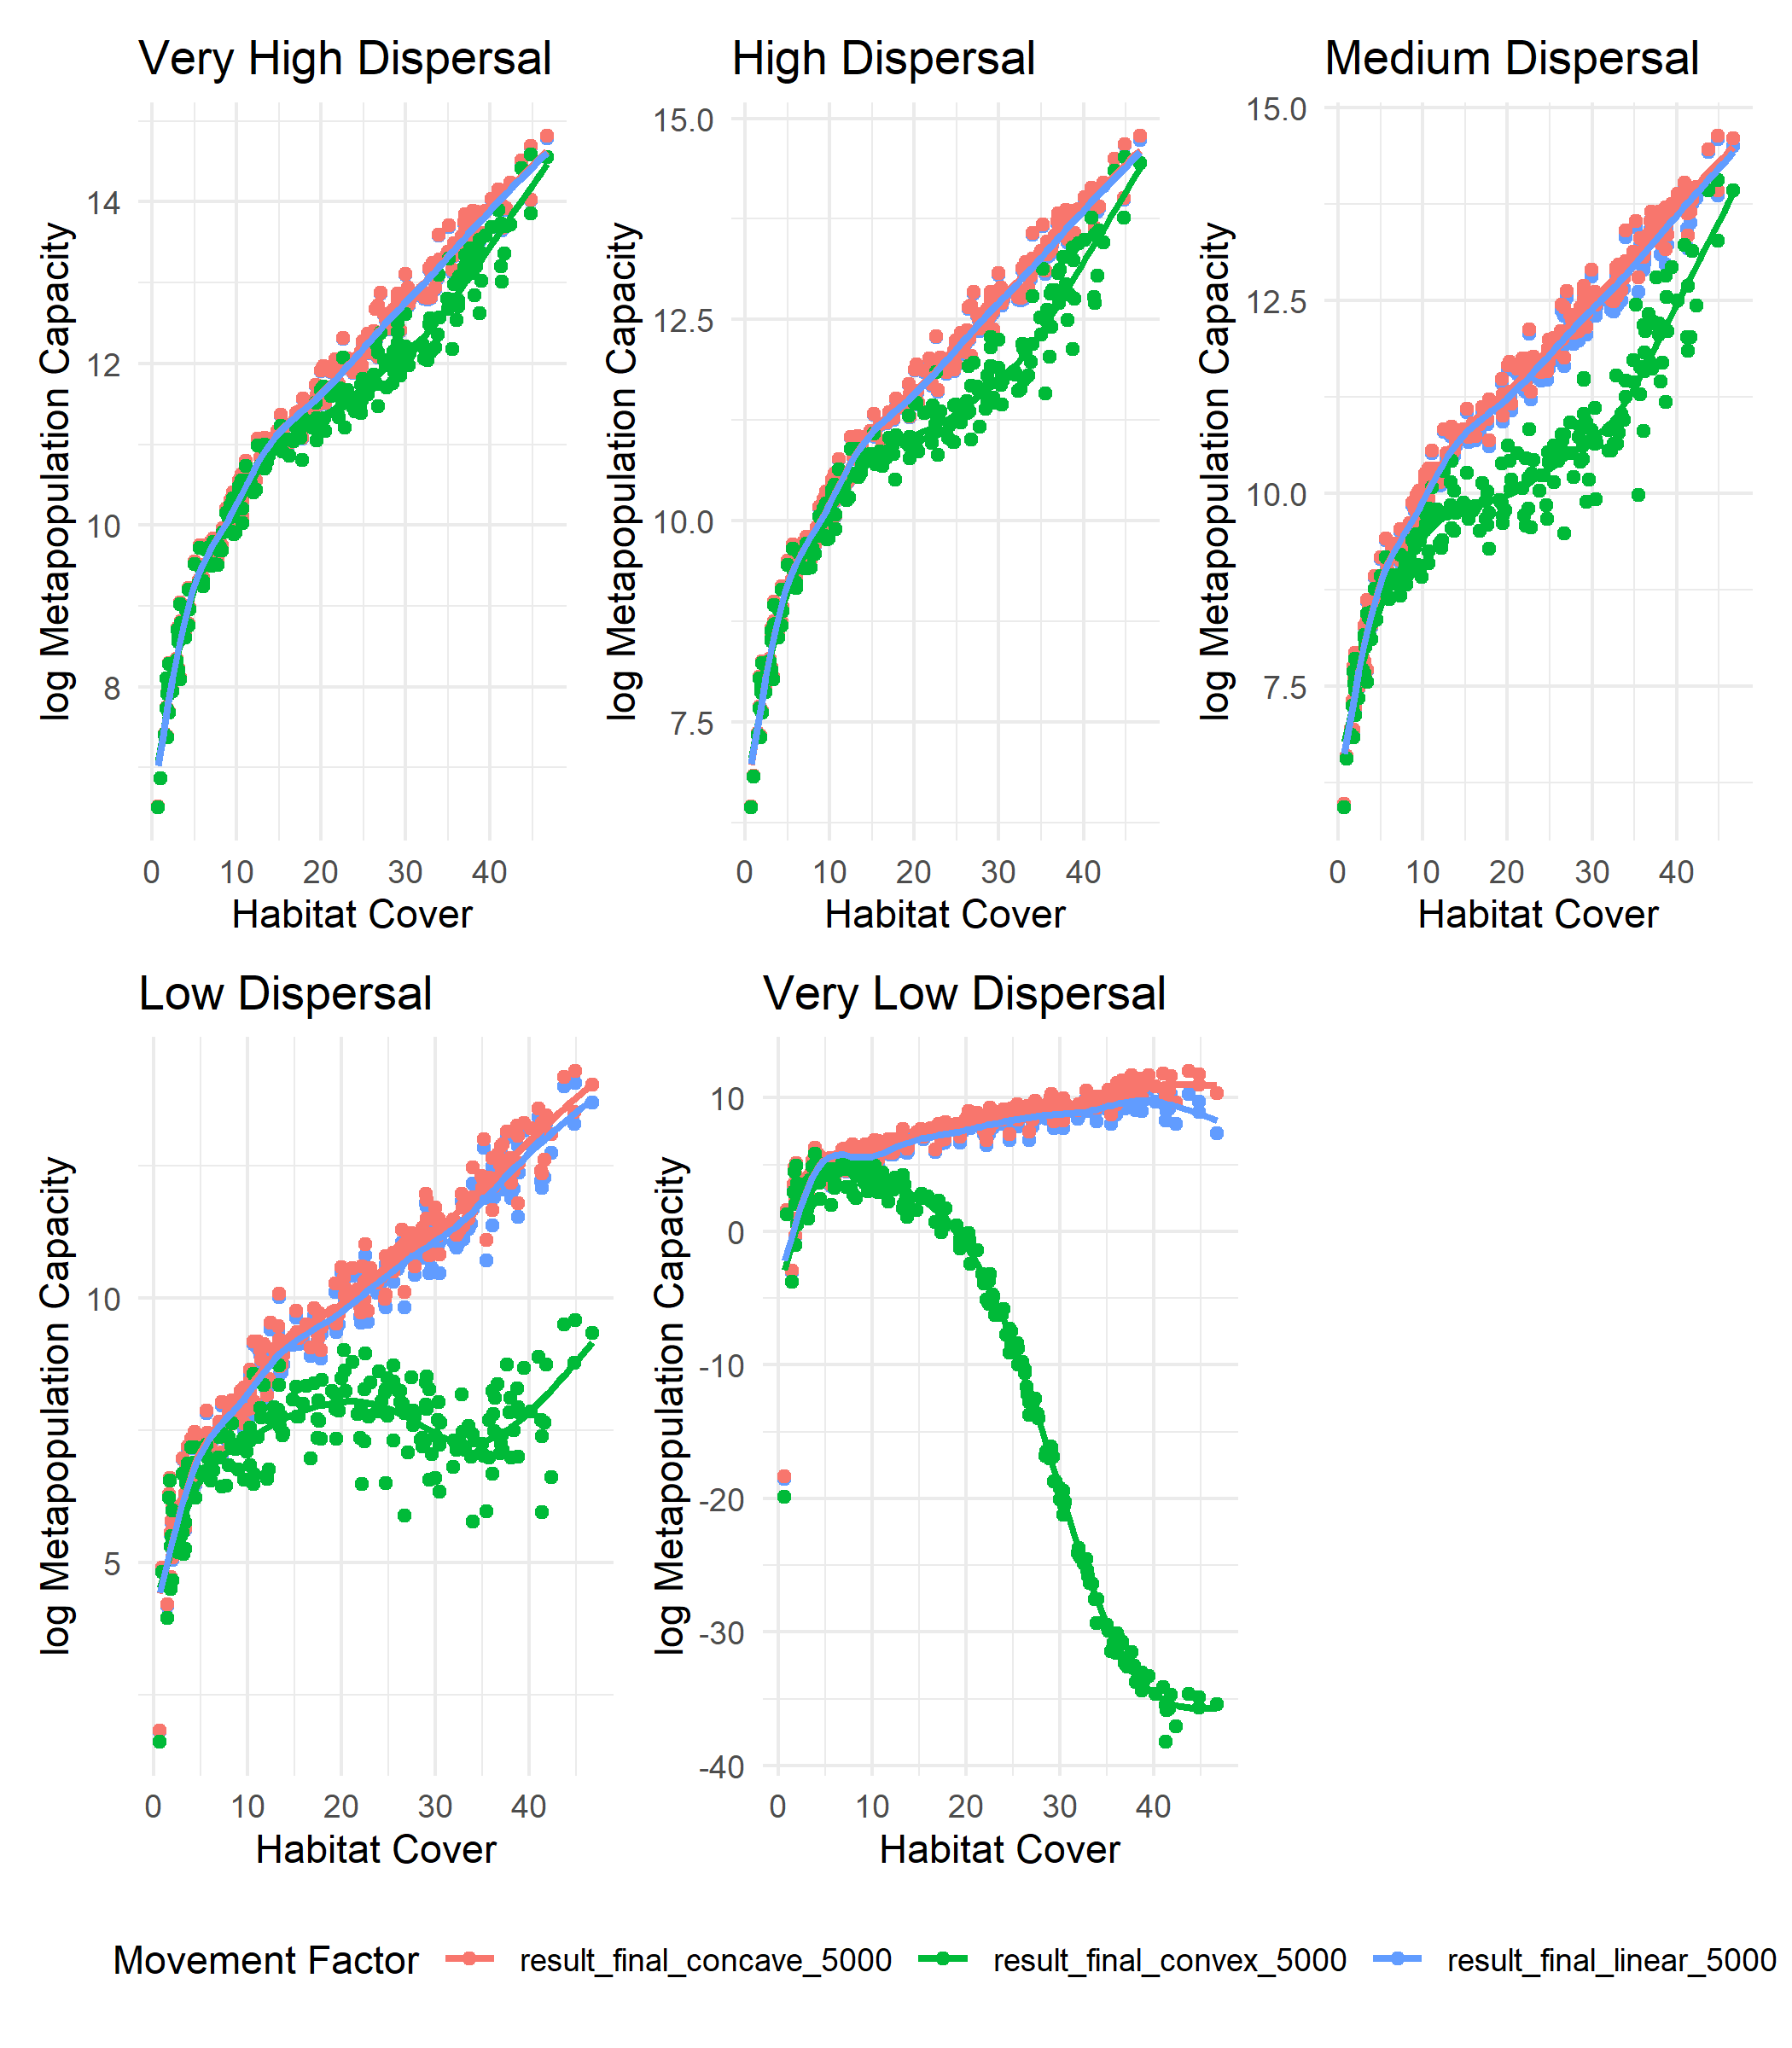 Very High Dispersal
High Dispersal
Medium Dispersal
log Metapopulation Capacity
14
12
10
8
0 10 20 30 40
Habitat Cover
log Metapopulation Capacity
15.0
12.5
10.0
7.5
0 10 20 30 40
Habitat Cover
log Metapopulation Capacity
15.0
12.5
10.0
7.5
0 10 20 30 40
Habitat Cover
Low Dispersal
Very Low Dispersal
log Metapopulation Capacity
10
5
0 10 20 30 40
Habitat Cover
log Metapopulation Capacity
10
0
-10
-20
-30
-40
0 10 20 30 40
Habitat Cover
Movement Factor result_final_concave_5000 result_final_convex_5000 result_final_linear_5000